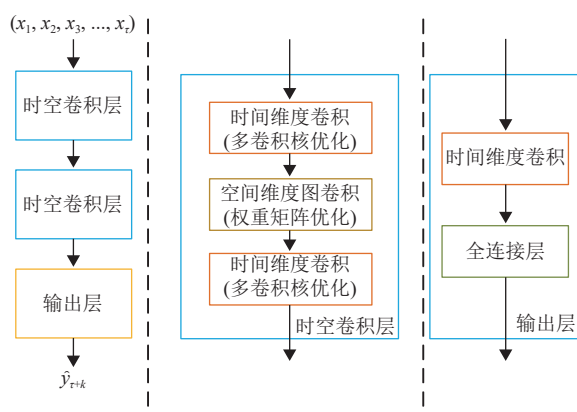 (x₁, x₂, x₃, ..., x_τ)
时空卷积层
时空卷积层
输出层
ŷ_{τ+k}
时间维度卷积
(多卷积核优化)
空间维度图卷积
(权重矩阵优化)
时间维度卷积
(多卷积核优化)
时空卷积层
时间维度卷积
全连接层
输出层